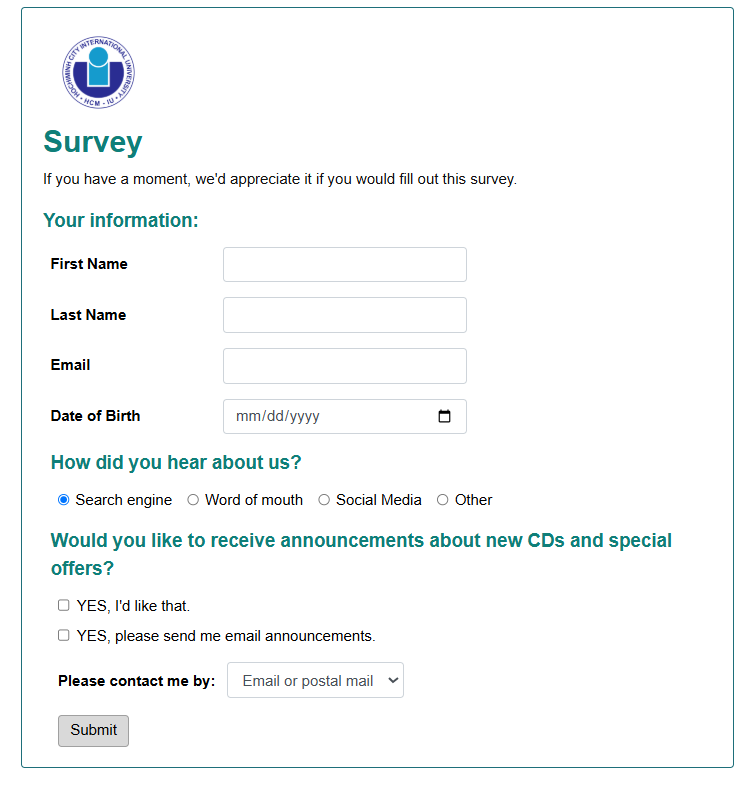 HOCHIMINH CITY INTERNATIONAL UNIVERSITY
• HCM - IU •
Survey
If you have a moment, we'd appreciate it if you would fill out this survey.
Your information:
First Name
Last Name
Email
Date of Birth
mm/dd/yyyy
How did you hear about us?
Search engine Word of mouth Social Media Other
Would you like to receive announcements about new CDs and special
offers?
YES, I'd like that.
YES, please send me email announcements.
Please contact me by: Email or postal mail
Submit